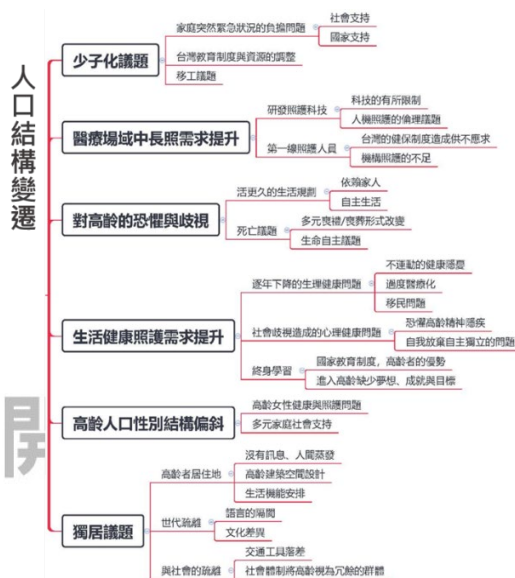 人口結構變遷
少子化議題
家庭突然緊急狀況的負擔問題
社會支持
國家支持
台灣教育制度與資源的調整
移工議題
醫療場域中長照需求提升
研發照護科技
科技的有所限制
人機照護的倫理議題
第一線照護人員
台灣的健保制度造成供不應求
機構照護的不足
對高齡的恐懼與歧視
活更久的生活規劃
依賴家人
自主生活
死亡議題
多元喪禮/喪葬形式改變
生命自主議題
生活健康照護需求提升
逐年下降的生理健康問題
不運動的健康隱憂
過度醫療化
移民問題
社會歧視造成的心理健康問題
恐懼高齡精神隱疾
自我放棄自主獨立的問題
終身學習
國家教育制度，高齡者的優勢
進入高齡缺少夢想、成就與目標
高齡人口性別結構偏斜
高齡女性健康與照護問題
多元家庭社會支持
獨居議題
高齡者居住地
沒有訊息、人間蒸發
高齡建築空間設計
生活機能安排
世代疏離
語言的隔閡
文化差異
與社會的疏離
交通工具落差
社會體制將高齡視為冗餘的群體